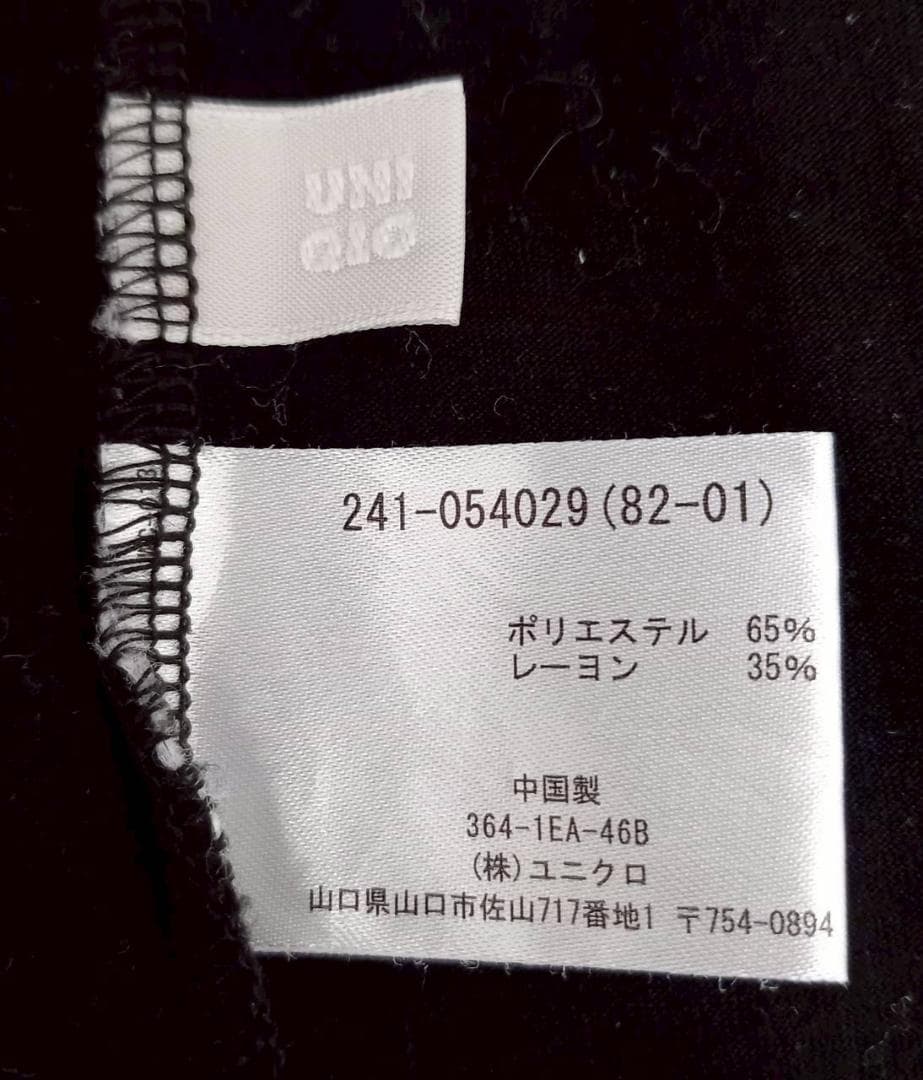 UNI
QLO
241-054029(82-01)
ポリエステル 65%
レーヨン 35%
中国製
364-1EA-46B
(株)ユニクロ
山口県山口市佐山717番地1 〒754-0894